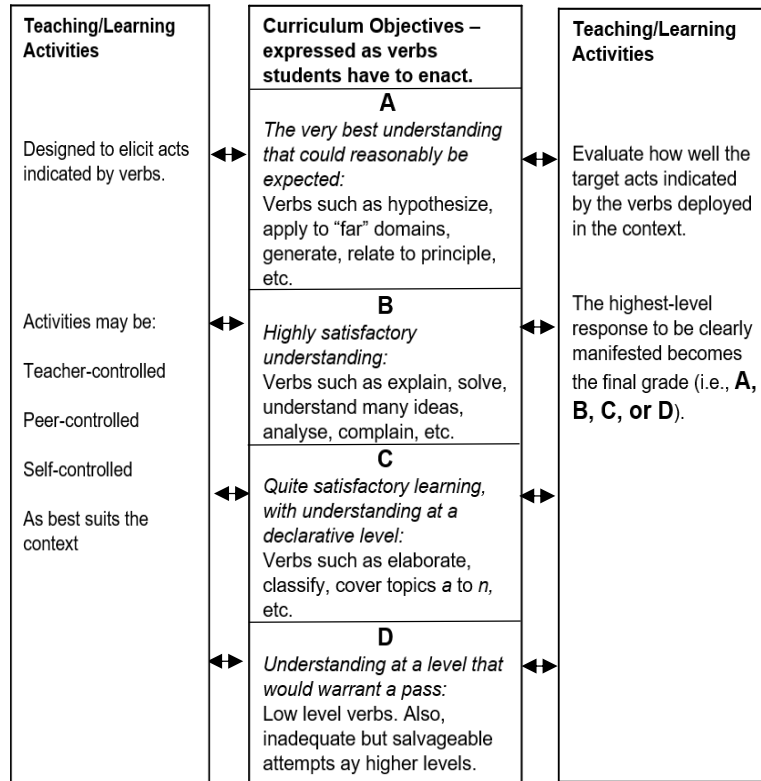 Teaching/Learning
Activities
Designed to elicit acts
indicated by verbs.
Activities may be:
Teacher-controlled
Peer-controlled
Self-controlled
As best suits the
context
Curriculum Objectives –
expressed as verbs
students have to enact.
A
The very best understanding
that could reasonably be
expected:
Verbs such as hypothesize,
apply to “far” domains,
generate, relate to principle,
etc.
B
Highly satisfactory
understanding:
Verbs such as explain, solve,
understand many ideas,
analyse, complain, etc.
C
Quite satisfactory learning,
with understanding at a
declarative level:
Verbs such as elaborate,
classify, cover topics a to n,
etc.
D
Understanding at a level that
would warrant a pass:
Low level verbs. Also,
inadequate but salvageable
attempts ay higher levels.
Teaching/Learning
Activities
Evaluate how well the
target acts indicated
by the verbs deployed
in the context.
The highest-level
response to be clearly
manifested becomes
the final grade (i.e., A,
B, C, or D).